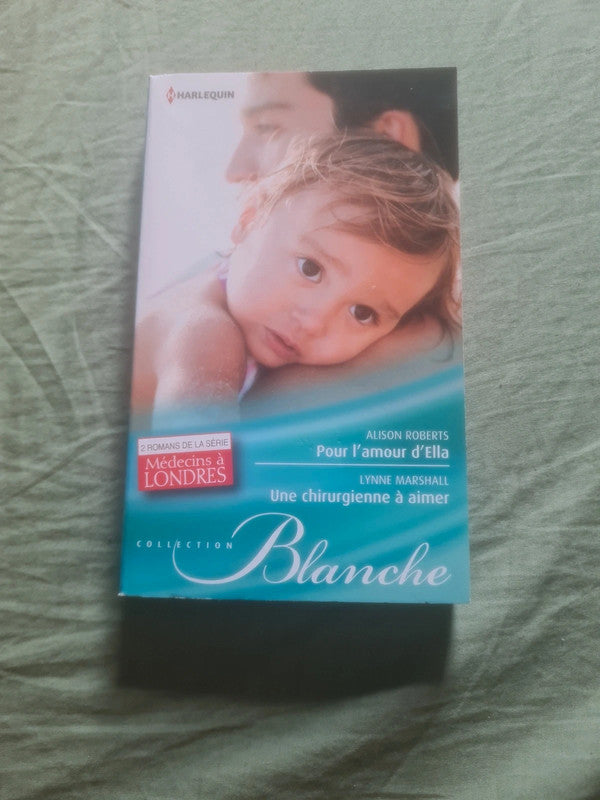 HARLEQUIN
2 ROMANS DE LA SÉRIE
Médecins à
LONDRES
ALISON ROBERTS
Pour l'amour d'Ella
LYNNE MARSHALL
Une chirurgienne à aimer
COLLECTION
Blanche